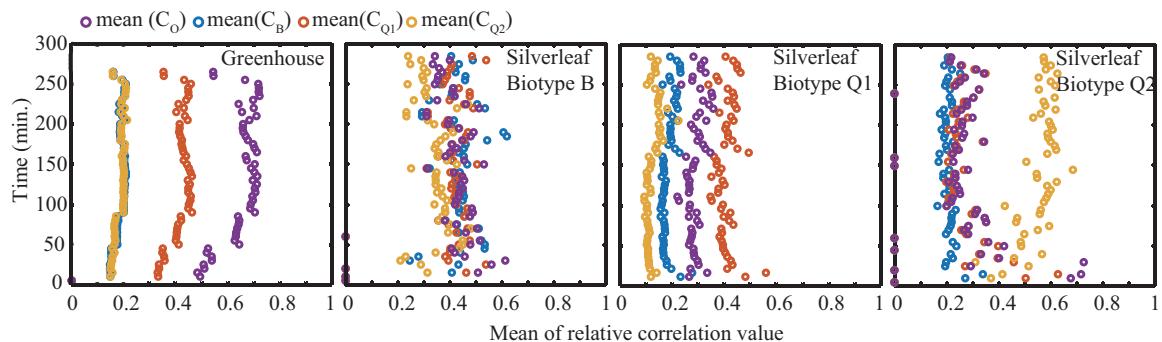 mean (C_O) mean(C_B) mean(C_Q1) mean(C_Q2)
Greenhouse
Silverleaf
Biotype B
Silverleaf
Biotype Q1
Silverleaf
Biotype Q2
Time (min.)
300
250
200
150
100
50
0
0 0.2 0.4 0.6 0.8 1
0 0.2 0.4 0.6 0.8 1
0 0.2 0.4 0.6 0.8 1
0 0.2 0.4 0.6 0.8 1
Mean of relative correlation value